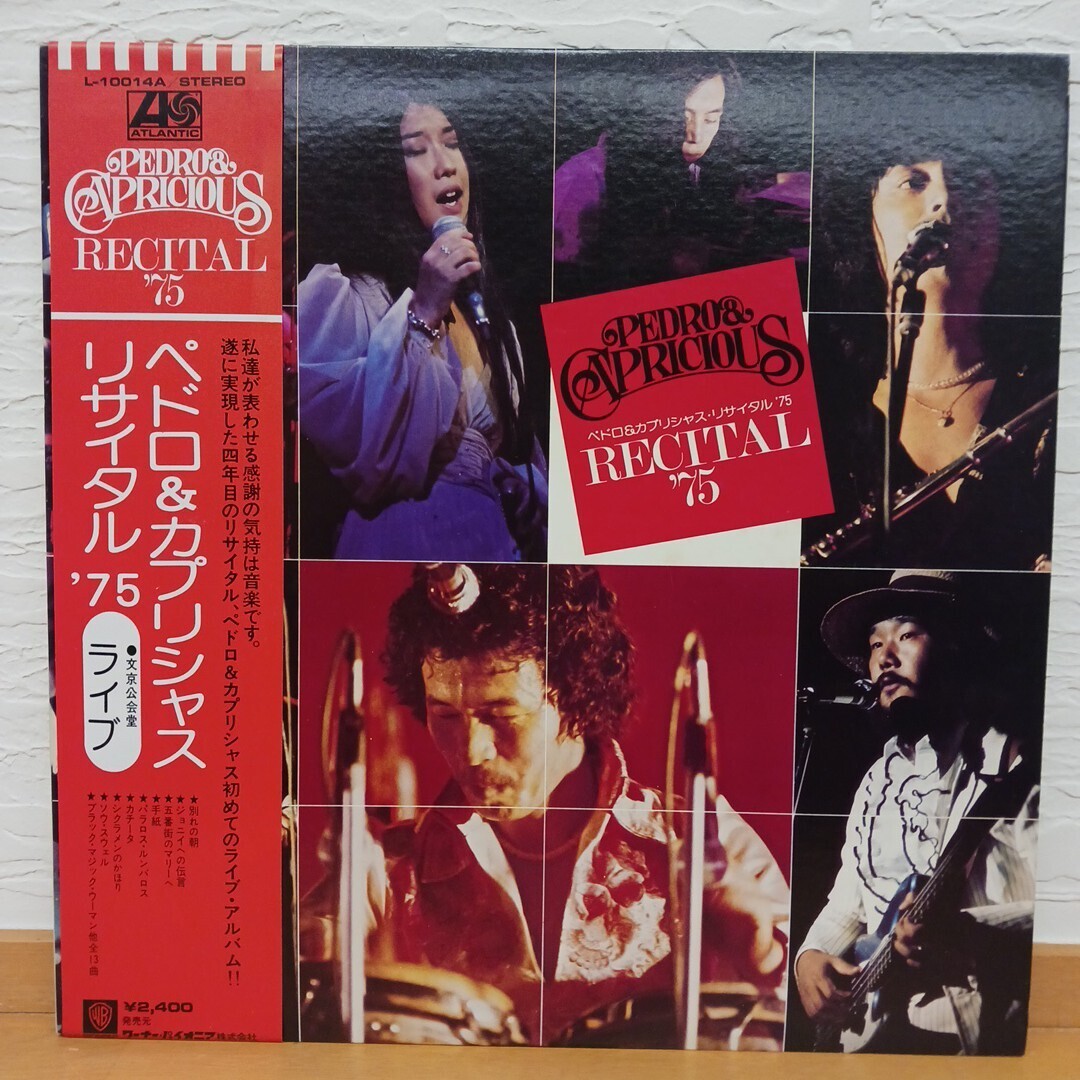 L-10014A/STEREO
ATLANTIC
PEDRO&
CAPRICIOUS
RECITAL
'75
ペドロ&カプリシャス
リサイタル '75
●文京公会堂
ライブ
私達が表わせる感謝の気持は音楽です。
遂に実現した四年目のリサイタル、ペドロ&カプリシャス初めてのライブ・アルバム!!
★別れの朝
★ジョニイへの伝言
★五番街のマリーへ
★手紙
★パラロス・ルンバロス
★カチータ
★シクラメンのかほり
★ソウ・スウェル
★ブラック・マジック・ウーマン他全13曲
¥2,400
発売元
ワーナー・パイオニア株式会社
PEDRO&
CAPRICIOUS
ペドロ&カプリシャス・リサイタル'75
RECITAL
'75